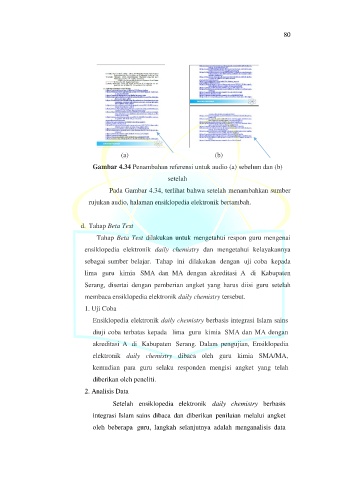 80
(a) (b)
Gambar 4.34 Penambahan referensi untuk audio (a) sebelum dan (b)
setelah
Pada Gambar 4.34, terlihat bahwa setelah menambahkan sumber
rujukan audio, halaman ensiklopedia elektronik bertambah.
d. Tahap Beta Test
Tahap Beta Test dilakukan untuk mengetahui respon guru mengenai
ensiklopedia elektronik daily chemistry dan mengetahui kelayakannya
sebagai sumber belajar. Tahap ini dilakukan dengan uji coba kepada
lima guru kimia SMA dan MA dengan akreditasi A di Kabupaten
Serang, disertai dengan pemberian angket yang harus diisi guru setelah
membaca ensiklopedia elektronik daily chemistry tersebut.
1. Uji Coba
Ensiklopedia elektronik daily chemistry berbasis integrasi Islam sains
diuji coba terbatas kepada lima guru kimia SMA dan MA dengan
akreditasi A di Kabupaten Serang. Dalam pengujian, Ensiklopedia
elektronik daily chemistry dibaca oleh guru kimia SMA/MA,
kemudian para guru selaku responden mengisi angket yang telah
diberikan oleh peneliti.
2. Analisis Data
Setelah ensiklopedia elektronik daily chemistry berbasis
integrasi Islam sains dibaca dan diberikan penilaian melalui angket
oleh beberapa guru, langkah selanjutnya adalah menganalisis data